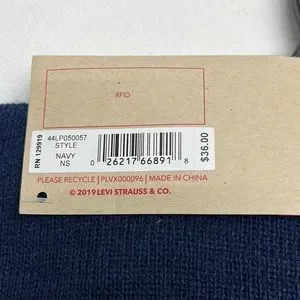 RFID
RN 129919
44LP050057
STYLE
NAVY
NS
0 26217 66891 8
$36.00
PLEASE RECYCLE | PLVX000096 | MADE IN CHINA
© 2019 LEVI STRAUSS & CO.